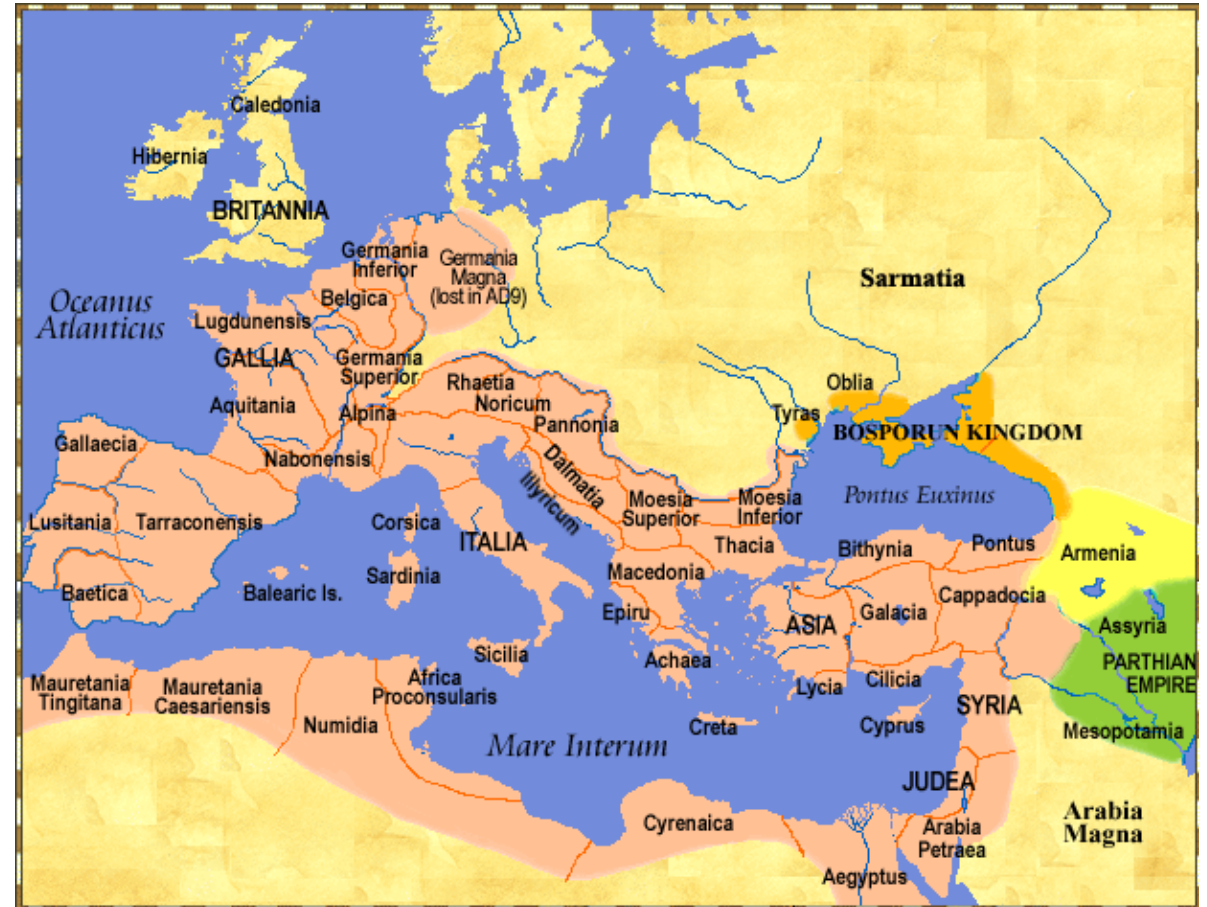 Caledonia
Hibernia
BRITANNIA
Germania
Inferior
Germania
Magna
(lost in AD9)
Sarmatia
Belgica
Oceanus
Atlanticus
Lugdunensis
GALLIA
Germania
Superior
Rhaetia
Noricum
Oblia
Aquitania
Alpina
Pannonia
Tyras
BOSPORUN KINGDOM
Gallaecia
Nabonensis
Dalmatia
Illyricum
Moesia
Superior
Moesia
Inferior
Pontus Euxinus
Lusitania
Tarraconensis
Corsica
ITALIA
Thacia
Bithynia
Pontus
Armenia
Baetica
Balearic Is.
Sardinia
Macedonia
Epiru
ASIA
Galacia
Cappadocia
Assyria
Sicilia
Achaea
Lycia
Cilicia
PARTHIAN
EMPIRE
Mauretania
Tingitana
Mauretania
Caesariensis
Numidia
Africa
Proconsularis
Creta
Cyprus
SYRIA
Mesopotamia
Mare Interum
JUDEA
Cyrenaica
Arabia
Petraea
Arabia
Magna
Aegyptus